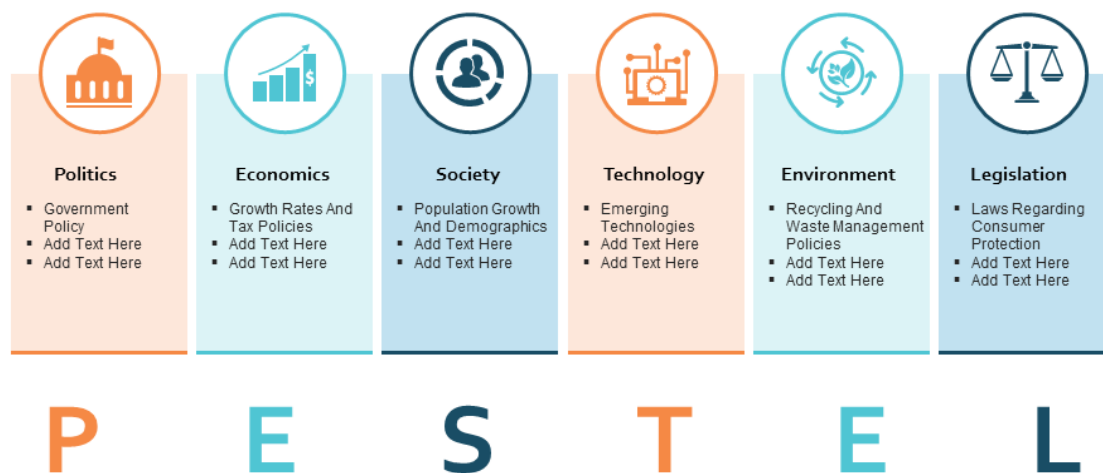 Politics
▪ Government
Policy
▪ Add Text Here
▪ Add Text Here
Economics
▪ Growth Rates And
Tax Policies
▪ Add Text Here
▪ Add Text Here
Society
▪ Population Growth
And Demographics
▪ Add Text Here
▪ Add Text Here
Technology
▪ Emerging
Technologies
▪ Add Text Here
▪ Add Text Here
Environment
▪ Recycling And
Waste Management
Policies
▪ Add Text Here
▪ Add Text Here
Legislation
▪ Laws Regarding
Consumer
Protection
▪ Add Text Here
▪ Add Text Here
$
P E S T E L